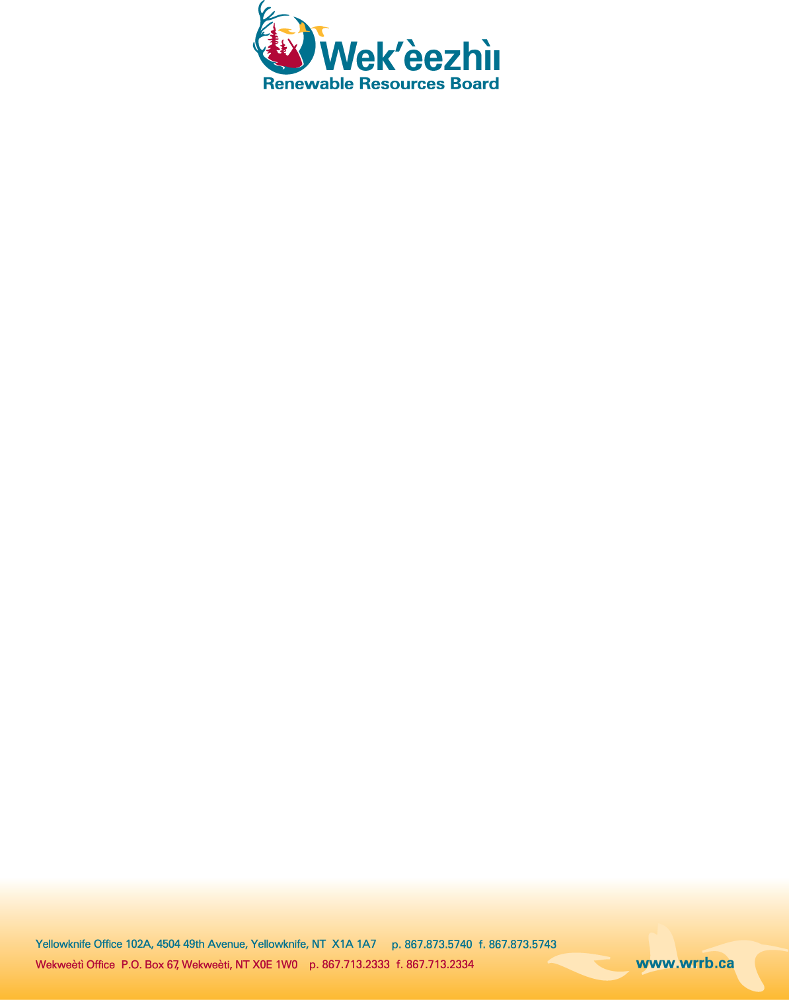 Wek’èezhìı
Renewable Resources Board
Yellowknife Office 102A, 4504 49th Avenue, Yellowknife, NT X1A 1A7 p. 867.873.5740 f. 867.873.5743
Wekweètì Office P.O. Box 67, Wekweèti, NT X0E 1W0 p. 867.713.2333 f. 867.713.2334
www.wrrb.ca